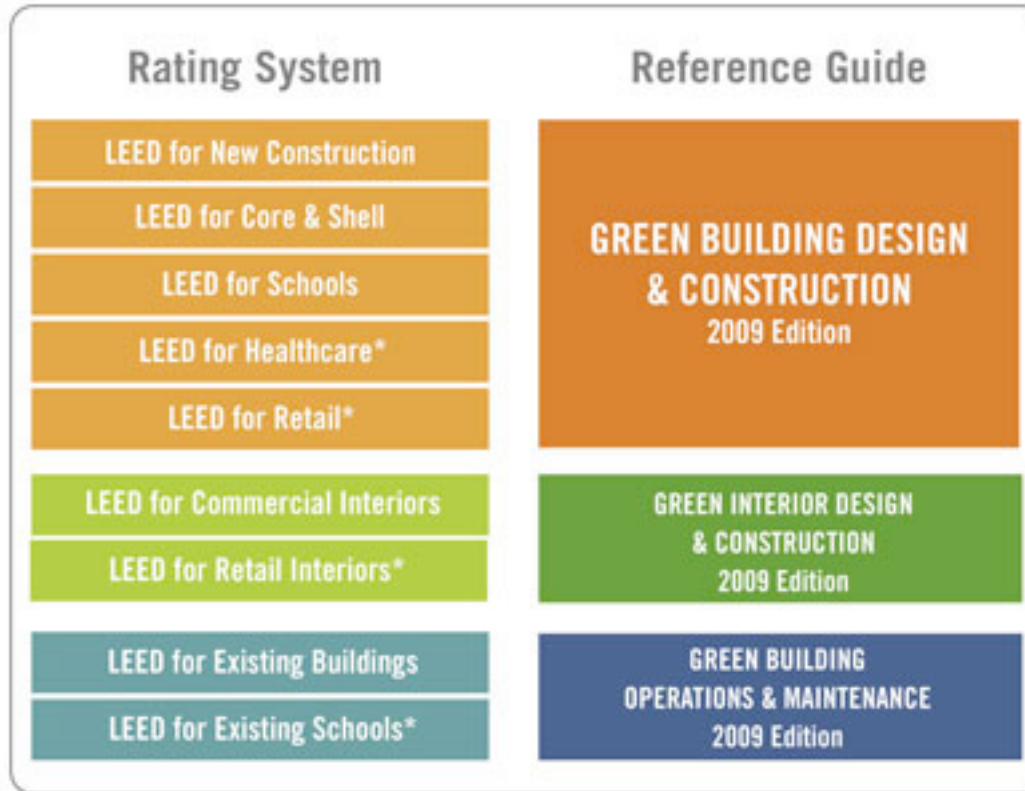 Rating System
LEED for New Construction
LEED for Core & Shell
LEED for Schools
LEED for Healthcare*
LEED for Retail*
LEED for Commercial Interiors
LEED for Retail Interiors*
LEED for Existing Buildings
LEED for Existing Schools*
Reference Guide
GREEN BUILDING DESIGN
& CONSTRUCTION
2009 Edition
GREEN INTERIOR DESIGN
& CONSTRUCTION
2009 Edition
GREEN BUILDING
OPERATIONS & MAINTENANCE
2009 Edition